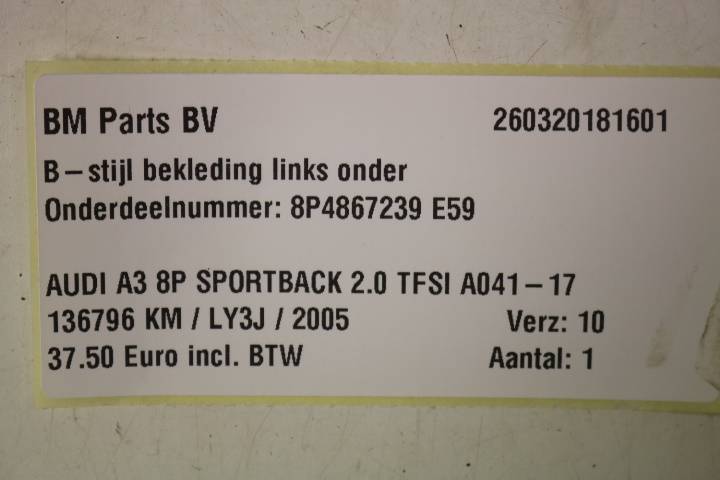 BM Parts BV 260320181601
B-stijl bekleding links onder
Onderdeelnummer: 8P4867239 E59
AUDI A3 8P SPORTBACK 2.0 TFSI A041-17
136796 KM / LY3J / 2005 Verz: 10
37.50 Euro incl. BTW Aantal: 1